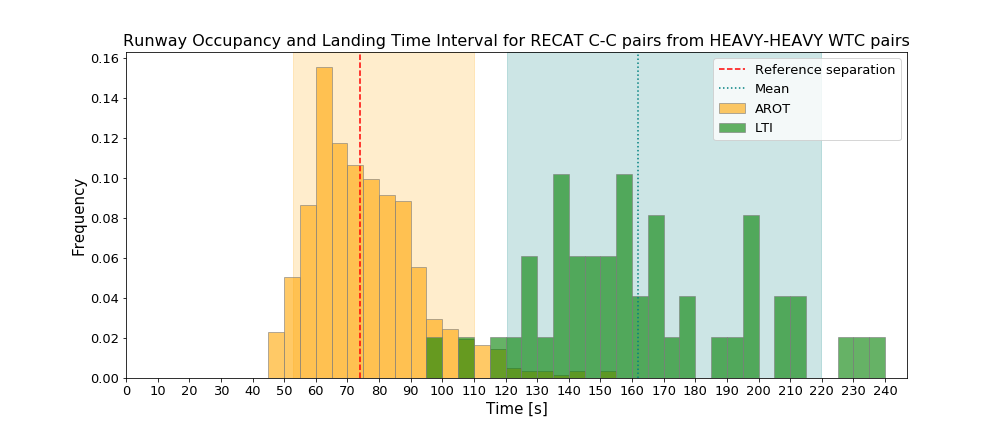 Runway Occupancy and Landing Time Interval for RECAT C-C pairs from HEAVY-HEAVY WTC pairs
0.16
0.14
0.12
0.10
0.08
0.06
0.04
0.02
0.00
Frequency
Reference separation
Mean
AROT
LTI
0 10 20 30 40 50 60 70 80 90 100 110 120 130 140 150 160 170 180 190 200 210 220 230 240
Time [s]